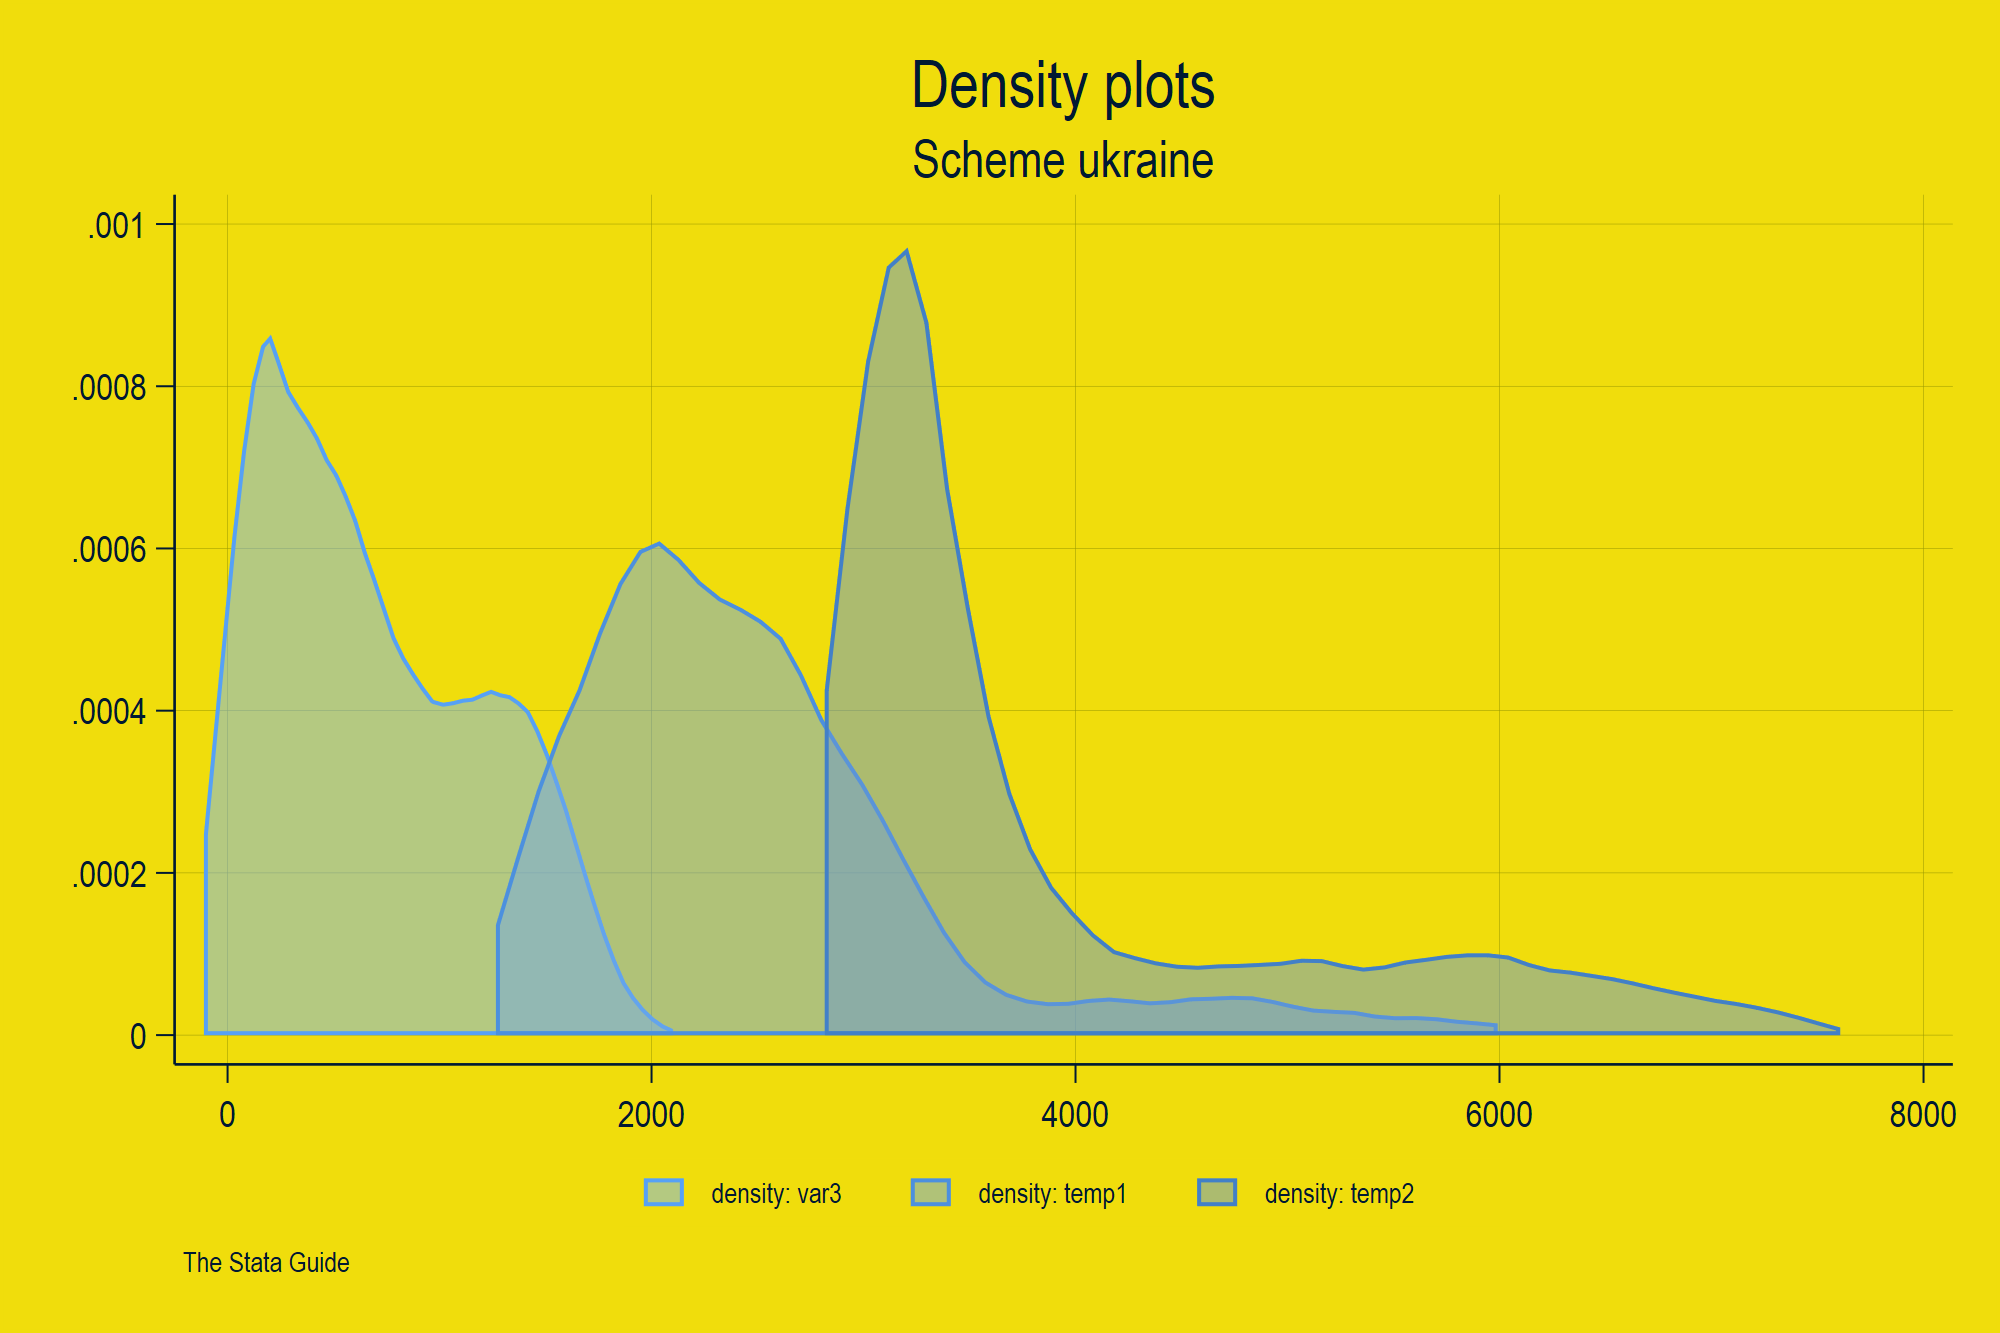 Density plots
Scheme ukraine
.001
.0008
.0006
.0004
.0002
0
0 2000 4000 6000 8000
density: var3 density: temp1 density: temp2
The Stata Guide